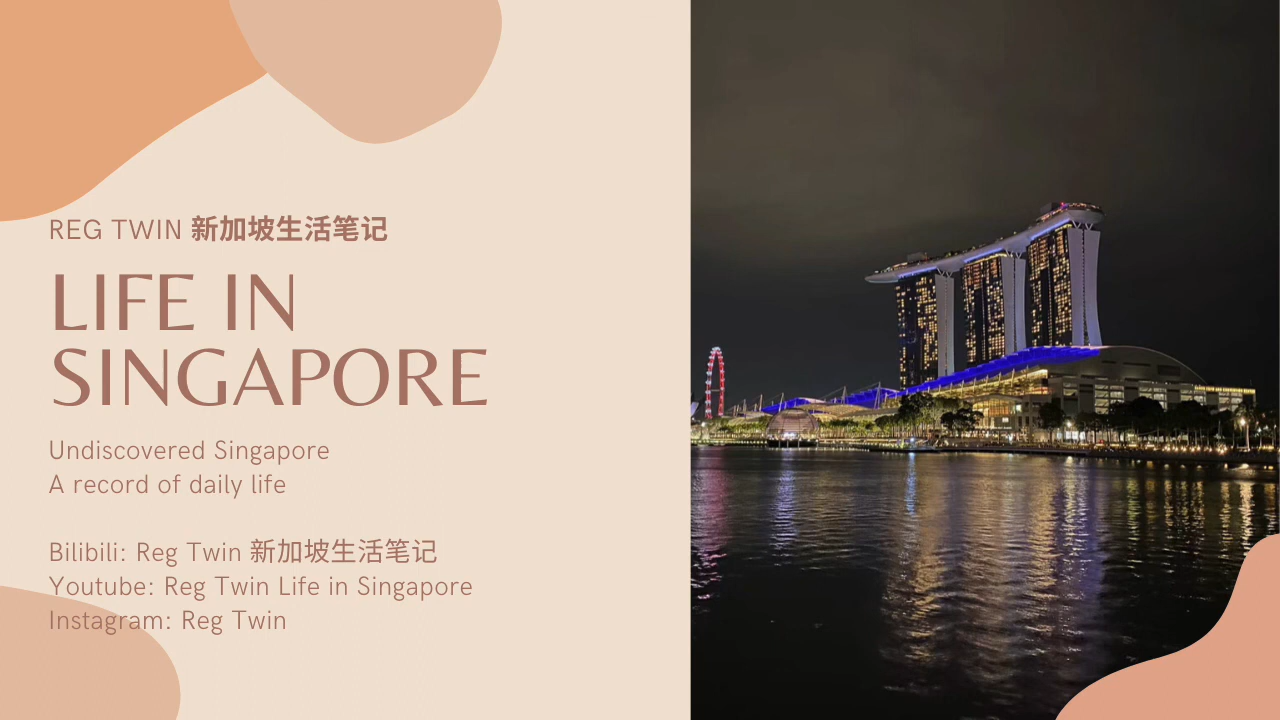 REG TWIN 新加坡生活笔记
LIFE IN
SINGAPORE
Undiscovered Singapore
A record of daily life
Bilibili: Reg Twin 新加坡生活笔记
Youtube: Reg Twin Life in Singapore
Instagram: Reg Twin